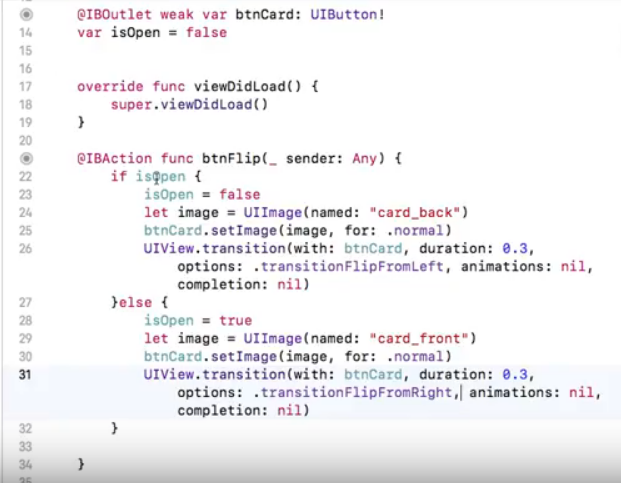 @IBOutlet weak var btnCard: UIButton!
14 var isOpen = false
15
16
17 override func viewDidLoad() {
18 super.viewDidLoad()
19 }
20
@IBAction func btnFlip(_ sender: Any) {
22 if isOpen {
23 isOpen = false
24 let image = UIImage(named: "card_back")
25 btnCard.setImage(image, for: .normal)
26 UIView.transition(with: btnCard, duration: 0.3,
options: .transitionFlipFromLeft, animations: nil,
completion: nil)
27 }else {
28 isOpen = true
29 let image = UIImage(named: "card_front")
30 btnCard.setImage(image, for: .normal)
31 UIView.transition(with: btnCard, duration: 0.3,
options: .transitionFlipFromRight, animations: nil,
completion: nil)
32 }
33
34 }